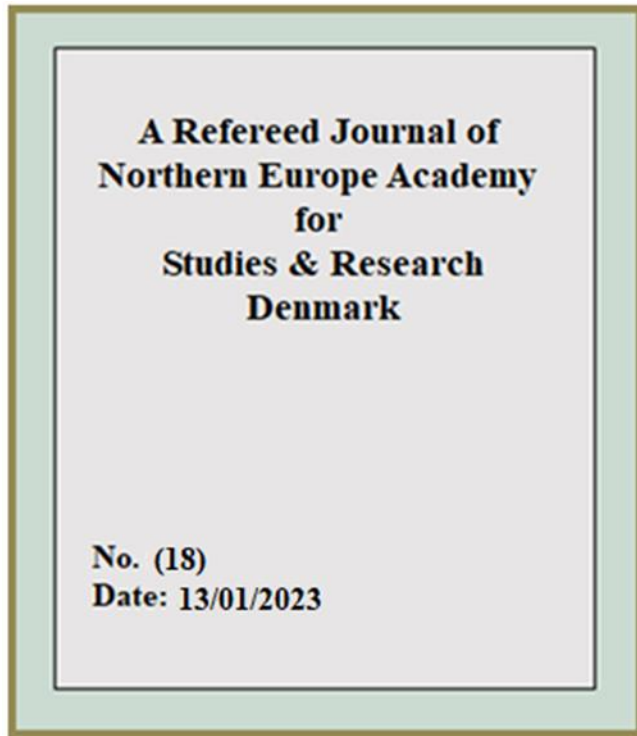 A Refereed Journal of
Northern Europe Academy
for
Studies & Research
Denmark
No. (18)
Date: 13/01/2023